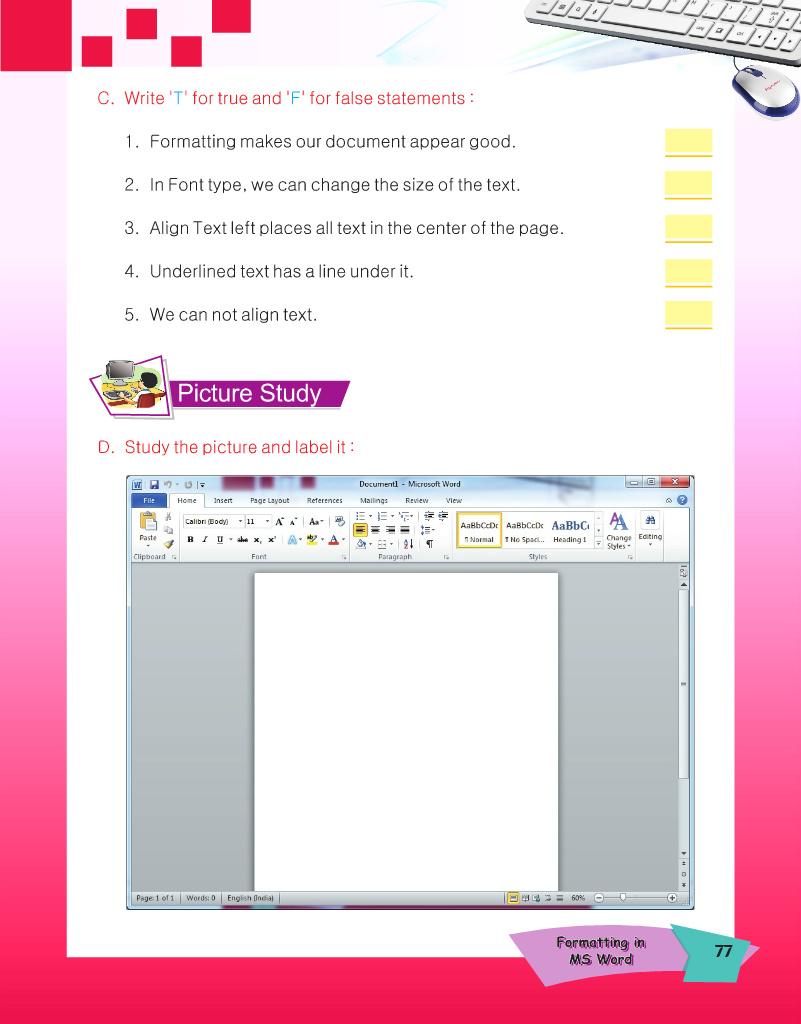 C. Write 'T' for true and 'F' for false statements :
1. Formatting makes our document appear good.
2. In Font type, we can change the size of the text.
3. Align Text left places all text in the center of the page.
4. Underlined text has a line under it.
5. We can not align text.
Picture Study
D. Study the picture and label it :
Document1 - Microsoft Word
File Home Insert Page Layout References Mailings Review View
Calibri (Body) 11 Aa
Paste
B I U abc x₂ x² A ab A
AaBbCcDc AaBbCcDc AaBbC
¶ Normal ¶ No Spaci... Heading 1
Change Styles
Editing
Clipboard Font Paragraph Styles
Page: 1 of 1 Words: 0 English (India) 60%
Formatting in
MS Word
77